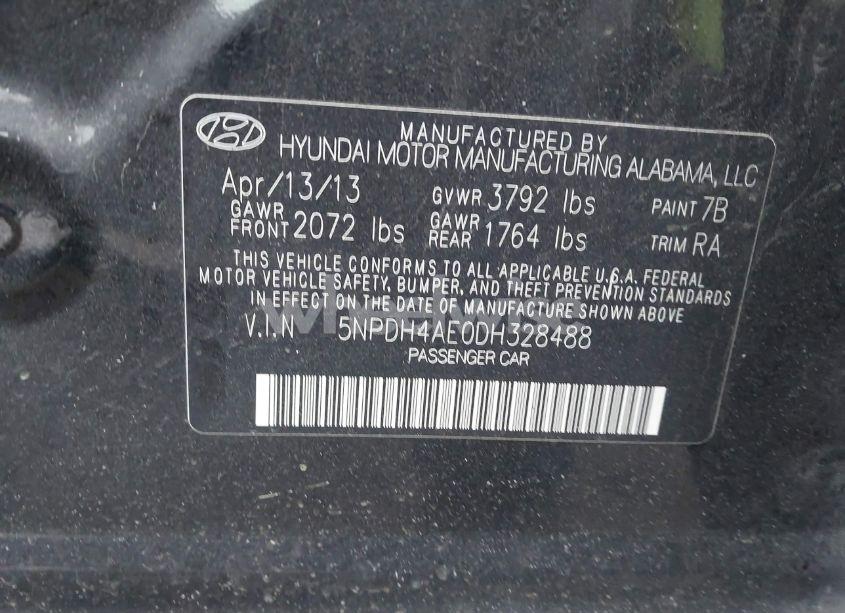 MANUFACTURED BY
HYUNDAI MOTOR MANUFACTURING ALABAMA, LLC
Apr/13/13 GVWR 3792 lbs PAINT 7B
GAWR FRONT 2072 lbs GAWR REAR 1764 lbs TRIM RA
THIS VEHICLE CONFORMS TO ALL APPLICABLE U.S.A. FEDERAL
MOTOR VEHICLE SAFETY, BUMPER, AND THEFT PREVENTION STANDARDS
IN EFFECT ON THE DATE OF MANUFACTURE SHOWN ABOVE
V.I.N 5NPDH4AE0DH328488
PASSENGER CAR